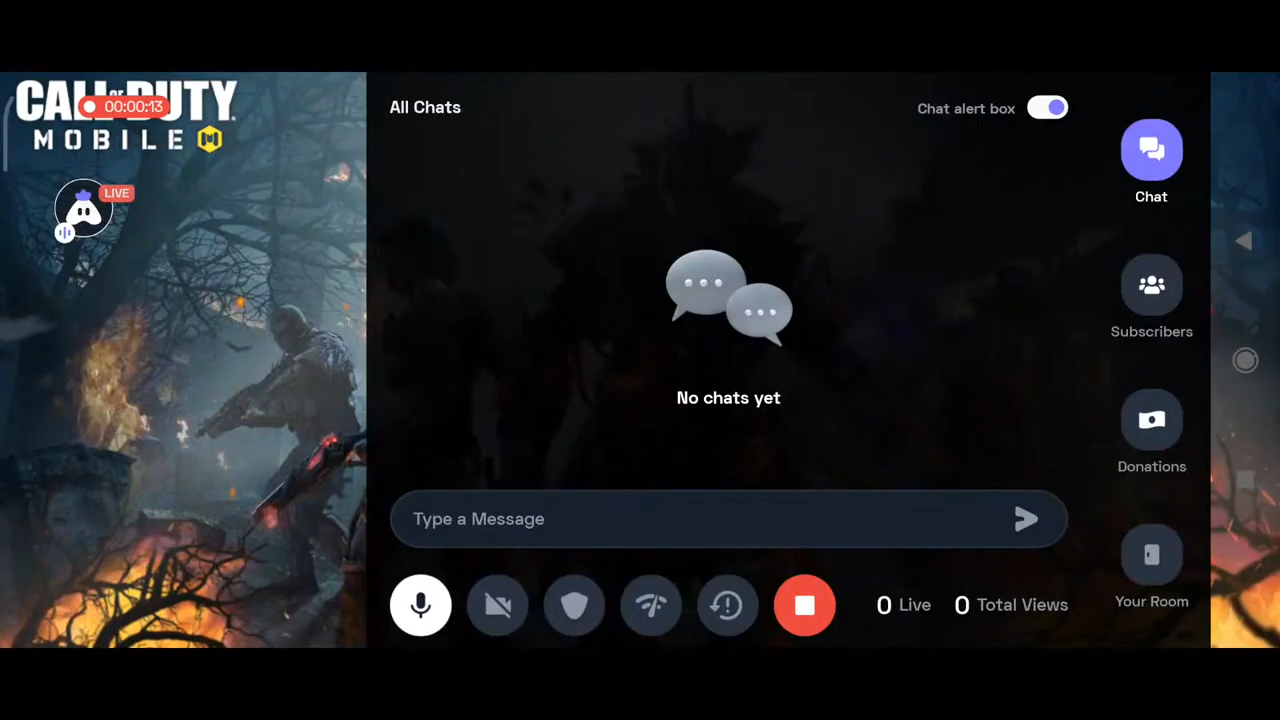 CALL OF DUTY
MOBILE
00:00:13
LIVE
All Chats
Chat alert box
Chat
Subscribers
No chats yet
Donations
Type a Message
Your Room
0 Live
0 Total Views